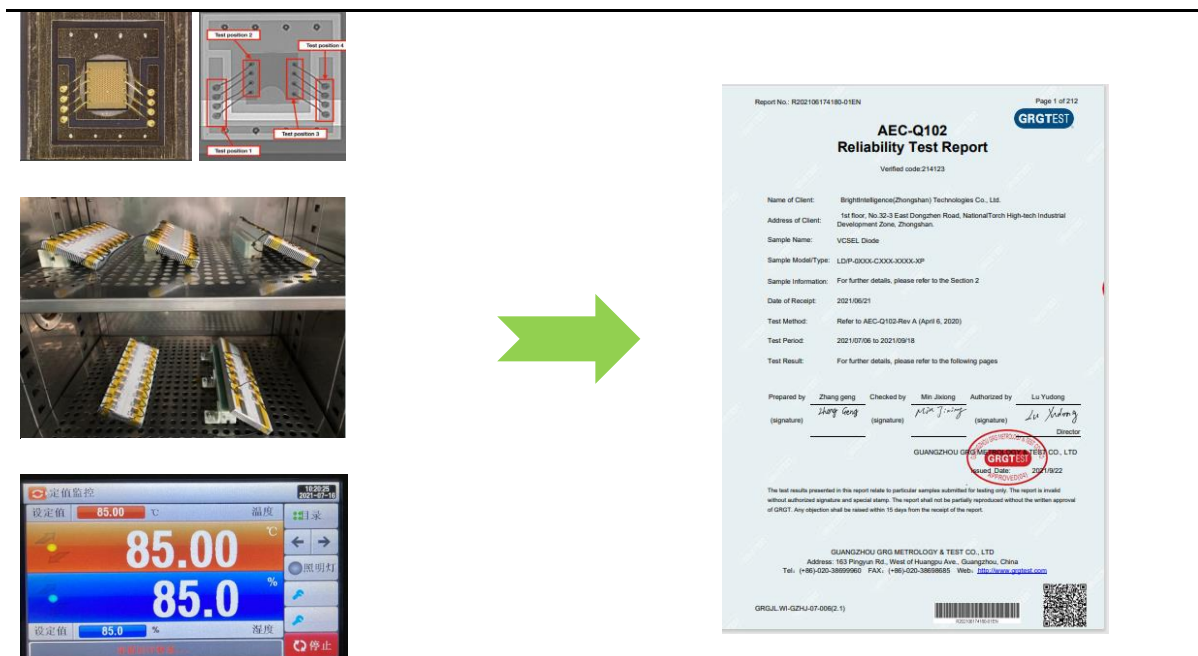 Test position 2
Test position 4
Test position 3
Test position 1
定值监控
10:20:25
2021-07-16
设定值 85.00 ℃ 温度
目录
85.00 ℃
照明灯
85.0 %
设定值 85.0 % 湿度
停止
Report No.: R202106174180-01EN
Page 1 of 212
GRGTEST
AEC-Q102
Reliability Test Report
Verified code:214123
Name of Client: BrightIntelligence(Zhongshan) Technologies Co., Ltd.
Address of Client: 1st floor, No.32-3 East Dongzhen Road, NationalTorch High-tech Industrial
Development Zone, Zhongshan.
Sample Name: VCSEL Diode
Sample Model/Type: LD/P-0XXX-CXXX-XXXX-XP
Sample Information: For further details, please refer to the Section 2
Date of Receipt: 2021/06/21
Test Method: Refer to AEC-Q102-Rev A (April 6, 2020)
Test Period: 2021/07/06 to 2021/09/18
Test Result: For further details, please refer to the following pages
Prepared by Zhang geng Checked by Min Jixiong Authorized by Lu Yudong
(signature) Zhang Geng (signature) (signature)
Director
GUANGZHOU GRG METROLOGY & TEST CO., LTD
GRGTEST
Issued Date: 2021/9/22
APPROVED
The test results presented in this report relate to particular samples submitted for testing only. The report is invalid
without authorized signature and special stamp. The report shall not be partially reproduced without the written approval
of GRGT. Any objection shall be raised within 15 days from the receipt of the report.
GUANGZHOU GRG METROLOGY & TEST CO., LTD
Address: 163 Pingyun Rd., West of Huangpu Ave., Guangzhou, China
Tel: (+86)-020-38699960 FAX: (+86)-020-38698685 Web: http://www.grgtest.com
GRGJL.WI-GZHJ-07-006(2.1)
R202106174180-01EN